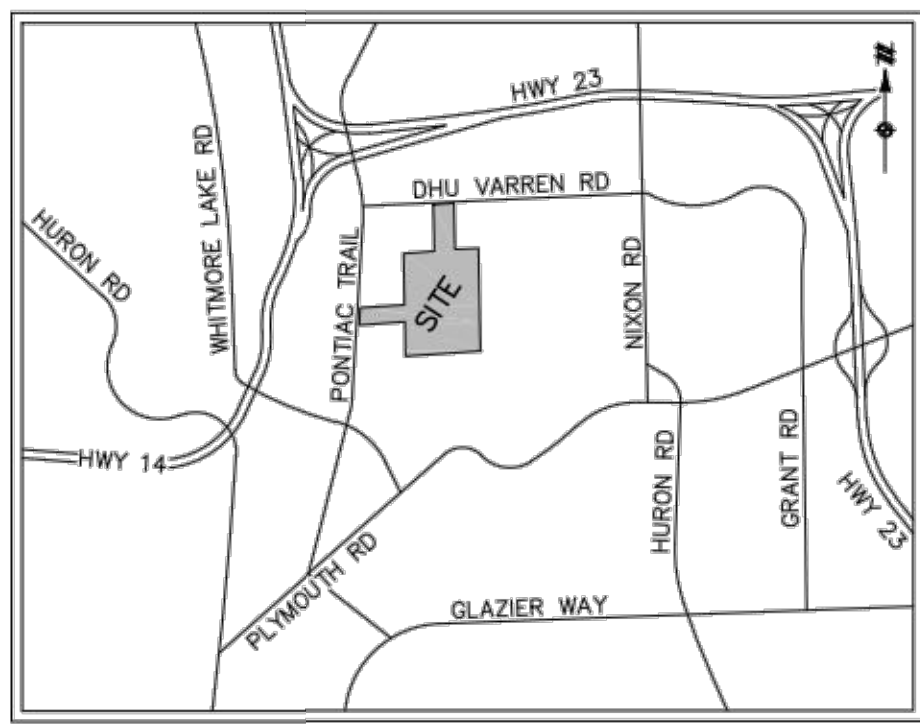 N
HWY 23
DHU VARREN RD
WHITMORE LAKE RD
HURON RD
PONTIAC TRAIL
SITE
NIXON RD
HWY 14
HURON RD
GRANT RD
HWY 23
PLYMOUTH RD
GLAZIER WAY